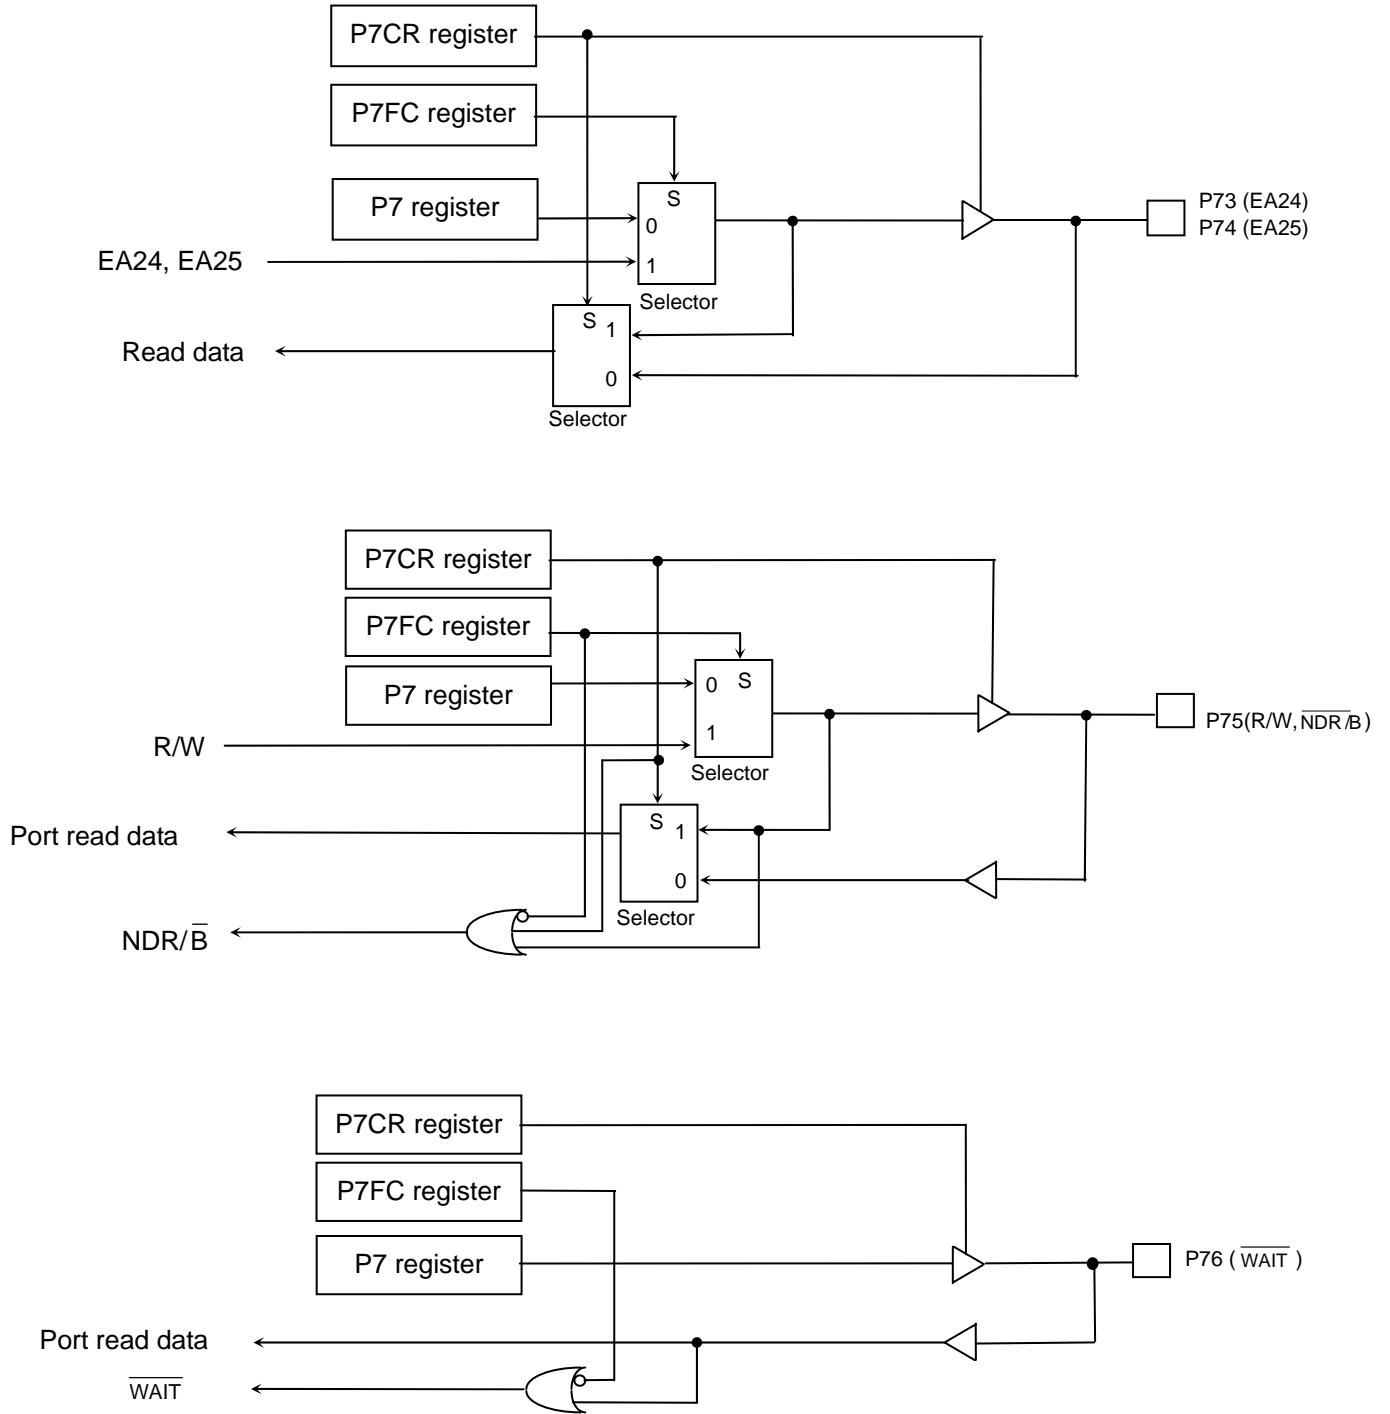 P7CR register
P7FC register
P7 register
EA24, EA25
S
0
1
Selector
P73 (EA24)
P74 (EA25)
Read data
S 1
0
Selector
P7CR register
P7FC register
P7 register
R/W
0 S
1
Selector
P75(R/W, NDR/B)
Port read data
S 1
0
Selector
NDR/B̅
P7CR register
P7FC register
P7 register
P76 ( WAIT )
Port read data
WAIT